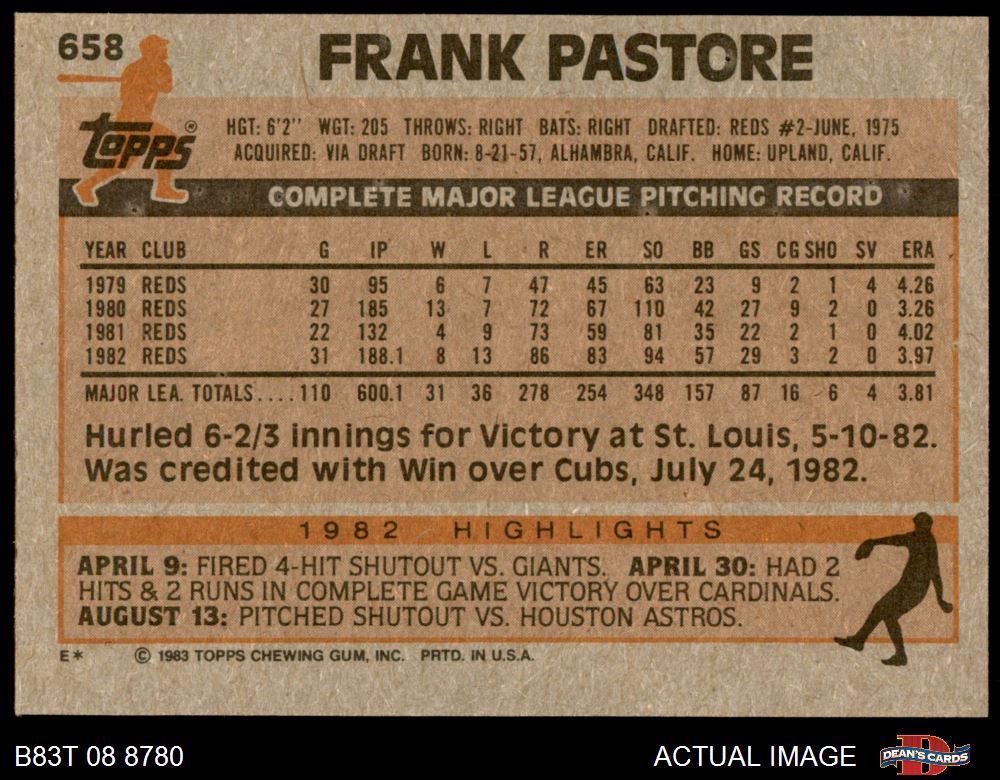 658 FRANK PASTORE
topps®
HGT: 6'2'' WGT: 205 THROWS: RIGHT BATS: RIGHT DRAFTED: REDS #2-JUNE, 1975
ACQUIRED: VIA DRAFT BORN: 8-21-57, ALHAMBRA, CALIF. HOME: UPLAND, CALIF.
COMPLETE MAJOR LEAGUE PITCHING RECORD
YEAR CLUB G IP W L R ER SO BB GS CG SHO SV ERA
1979 REDS 30 95 6 7 47 45 63 23 9 2 1 4 4.26
1980 REDS 27 185 13 7 72 67 110 42 27 9 2 0 3.26
1981 REDS 22 132 4 9 73 59 81 35 22 2 1 0 4.02
1982 REDS 31 188.1 8 13 86 83 94 57 29 3 2 0 3.97
MAJOR LEA. TOTALS.... 110 600.1 31 36 278 254 348 157 87 16 6 4 3.81
Hurled 6-2/3 innings for Victory at St. Louis, 5-10-82.
Was credited with Win over Cubs, July 24, 1982.
1982 HIGHLIGHTS
APRIL 9: FIRED 4-HIT SHUTOUT VS. GIANTS. APRIL 30: HAD 2
HITS & 2 RUNS IN COMPLETE GAME VICTORY OVER CARDINALS.
AUGUST 13: PITCHED SHUTOUT VS. HOUSTON ASTROS.
E* © 1983 TOPPS CHEWING GUM, INC. PRTD. IN U.S.A.
B83T 08 8780 ACTUAL IMAGE D DEAN'S CARDS